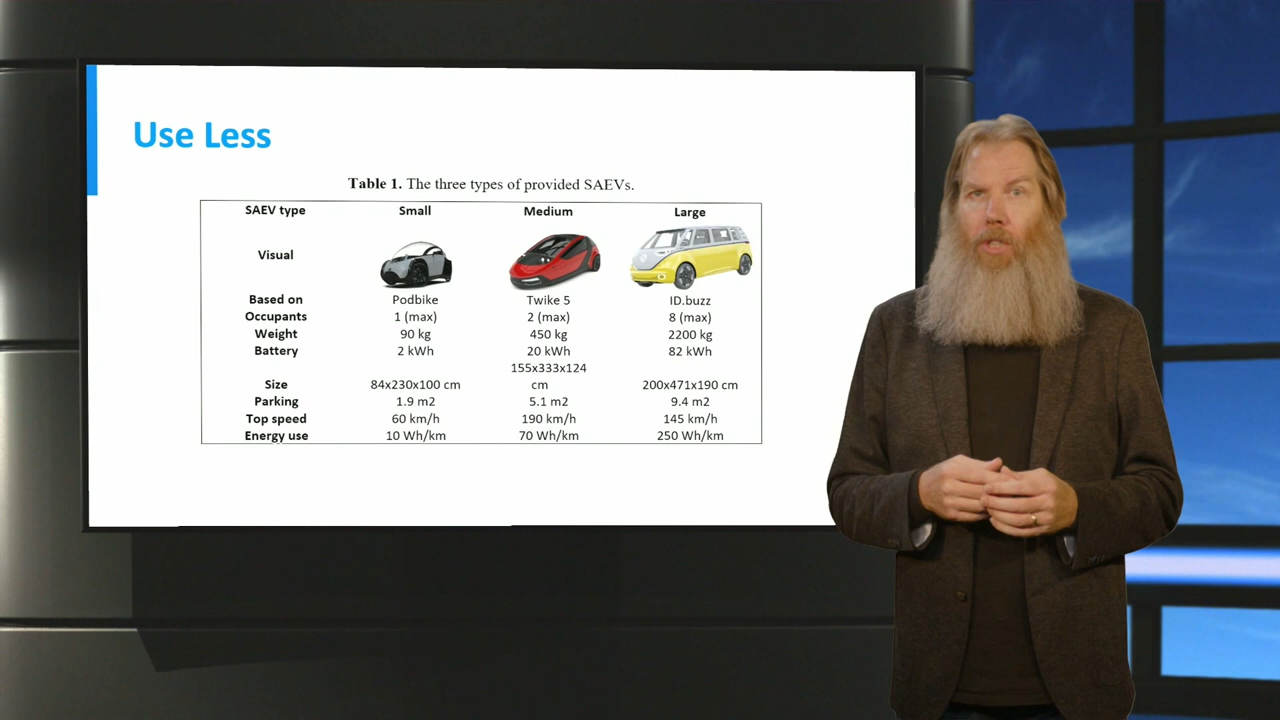 Use Less
Table 1. The three types of provided SAEVs.
SAEV type Small Medium Large
Visual
Based on Podbike Twike 5 ID.buzz
Occupants 1 (max) 2 (max) 8 (max)
Weight 90 kg 450 kg 2200 kg
Battery 2 kWh 20 kWh 82 kWh
155x333x124
Size 84x230x100 cm cm 200x471x190 cm
Parking 1.9 m2 5.1 m2 9.4 m2
Top speed 60 km/h 190 km/h 145 km/h
Energy use 10 Wh/km 70 Wh/km 250 Wh/km